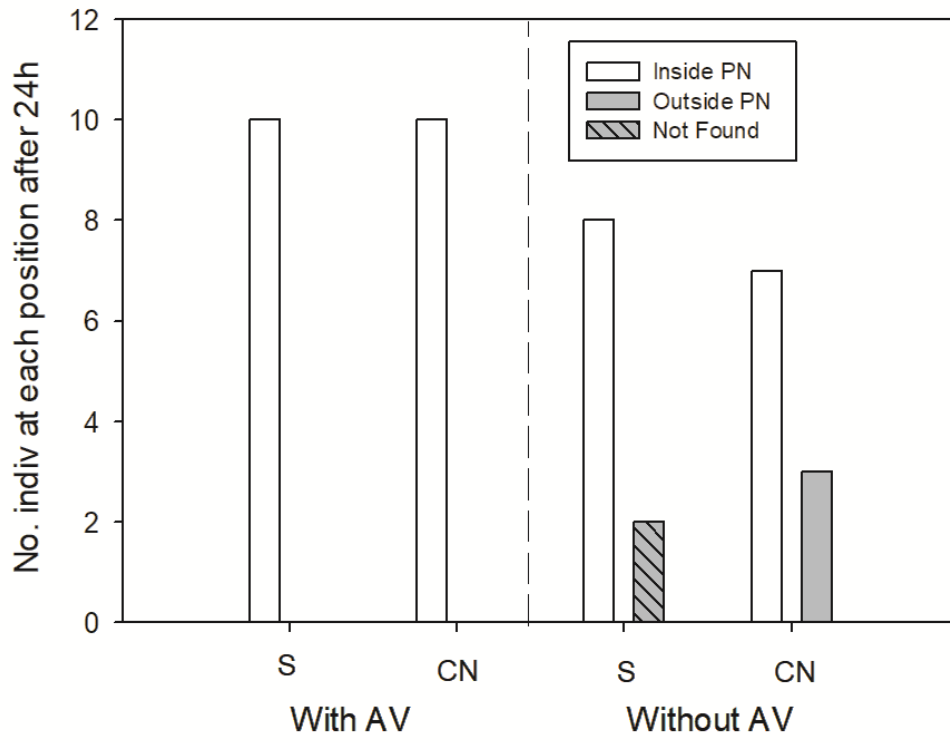 No. indiv at each position after 24h
12
10
8
6
4
2
0
Inside PN
Outside PN
Not Found
S
CN
S
CN
With AV
Without AV